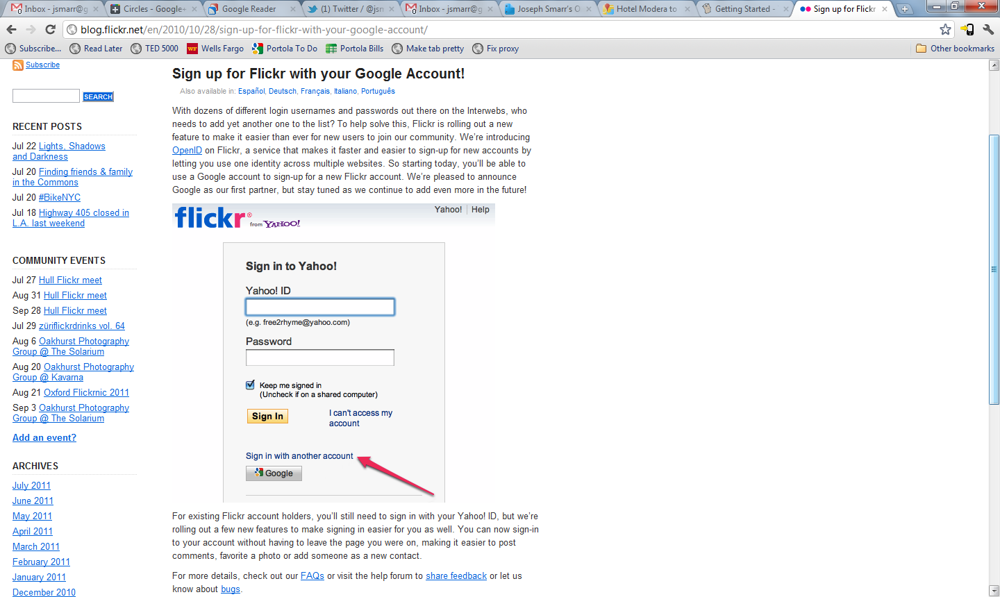 Inbox - jsmarr@g
Circles - Google+
Google Reader
(1) Twitter / @jsm
Inbox - jsmarr@g
Joseph Smarr's O
Hotel Modera to
Getting Started -
Sign up for Flickr
blog.flickr.net/en/2010/10/28/sign-up-for-flickr-with-your-google-account/
Subscribe...
Read Later
TED 5000
Wells Fargo
Portola To Do
Portola Bills
Make tab pretty
Fix proxy
Other bookmarks
Subscribe
SEARCH
RECENT POSTS
Jul 22 Lights, Shadows
and Darkness
Jul 20 Finding friends & family
in the Commons
Jul 20 #BikeNYC
Jul 18 Highway 405 closed in
L.A. last weekend
COMMUNITY EVENTS
Jul 27 Hull Flickr meet
Aug 31 Hull Flickr meet
Sep 28 Hull Flickr meet
Jul 29 züriflickrdrinks vol. 64
Aug 6 Oakhurst Photography
Group @ The Solarium
Aug 20 Oakhurst Photography
Group @ Kavarna
Aug 21 Oxford Flickrnic 2011
Sep 3 Oakhurst Photography
Group @ The Solarium
Add an event?
ARCHIVES
July 2011
June 2011
May 2011
April 2011
March 2011
February 2011
January 2011
December 2010
Sign up for Flickr with your Google Account!
Also available in: Español, Deutsch, Français, Italiano, Português
With dozens of different login usernames and passwords out there on the Interwebs, who
needs to add yet another one to the list? To help solve this, Flickr is rolling out a new
feature to make it easier than ever for new users to join our community. We're introducing
OpenID on Flickr, a service that makes it faster and easier to sign-up for new accounts by
letting you use one identity across multiple websites. So starting today, you'll be able to
use a Google account to sign-up for a new Flickr account. We're pleased to announce
Google as our first partner, but stay tuned as we continue to add even more in the future!
flickr® from YAHOO!
Yahoo! Help
Sign in to Yahoo!
Yahoo! ID
(e.g. free2rhyme@yahoo.com)
Password
Keep me signed in
(Uncheck if on a shared computer)
Sign In
I can't access my
account
Sign in with another account
Google
For existing Flickr account holders, you'll still need to sign in with your Yahoo! ID, but we're
rolling out a few new features to make signing in easier for you as well. You can now sign-in
to your account without having to leave the page you were on, making it easier to post
comments, favorite a photo or add someone as a new contact.
For more details, check out our FAQs or visit the help forum to share feedback or let us
know about bugs.